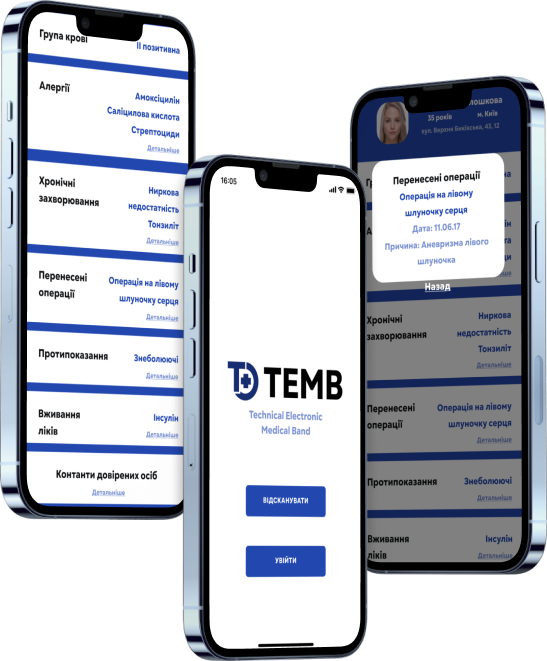 Група крові
ІІ позитивна
Алергії
Амоксіцилін
Саліцилова кислота
Стрептоциди
Детальніше
Хронічні
захворювання
Ниркова
недостатність
Тонзиліт
Детальніше
Перенесені
операції
Операція на лівому
шлуночку серця
Детальніше
Протипоказання
Знеболюючі
Детальніше
Вживання
ліків
Інсулін
Детальніше
Контанти довірених осіб
Детальніше
16:05
TEMB
Technical Electronic
Medical Band
ВІДСКАНУВАТИ
УВІЙТИ
лошкова
35 років
м. Київ
вул. Верхня Биківська, 43, 12
Перенесені операції
Операція на лівому
шлуночку серця
Дата: 11.06.17
Причина: Аневризма лівого
шлуночка
Назад
Хронічні
захворювання
Ниркова
недостатність
Тонзиліт
Детальніше
Перенесені
операції
Операція на лівому
шлуночку серця
Детальніше
Протипоказання
Знеболюючі
Детальніше
Вживання
ліків
Інсулін
Детальніше